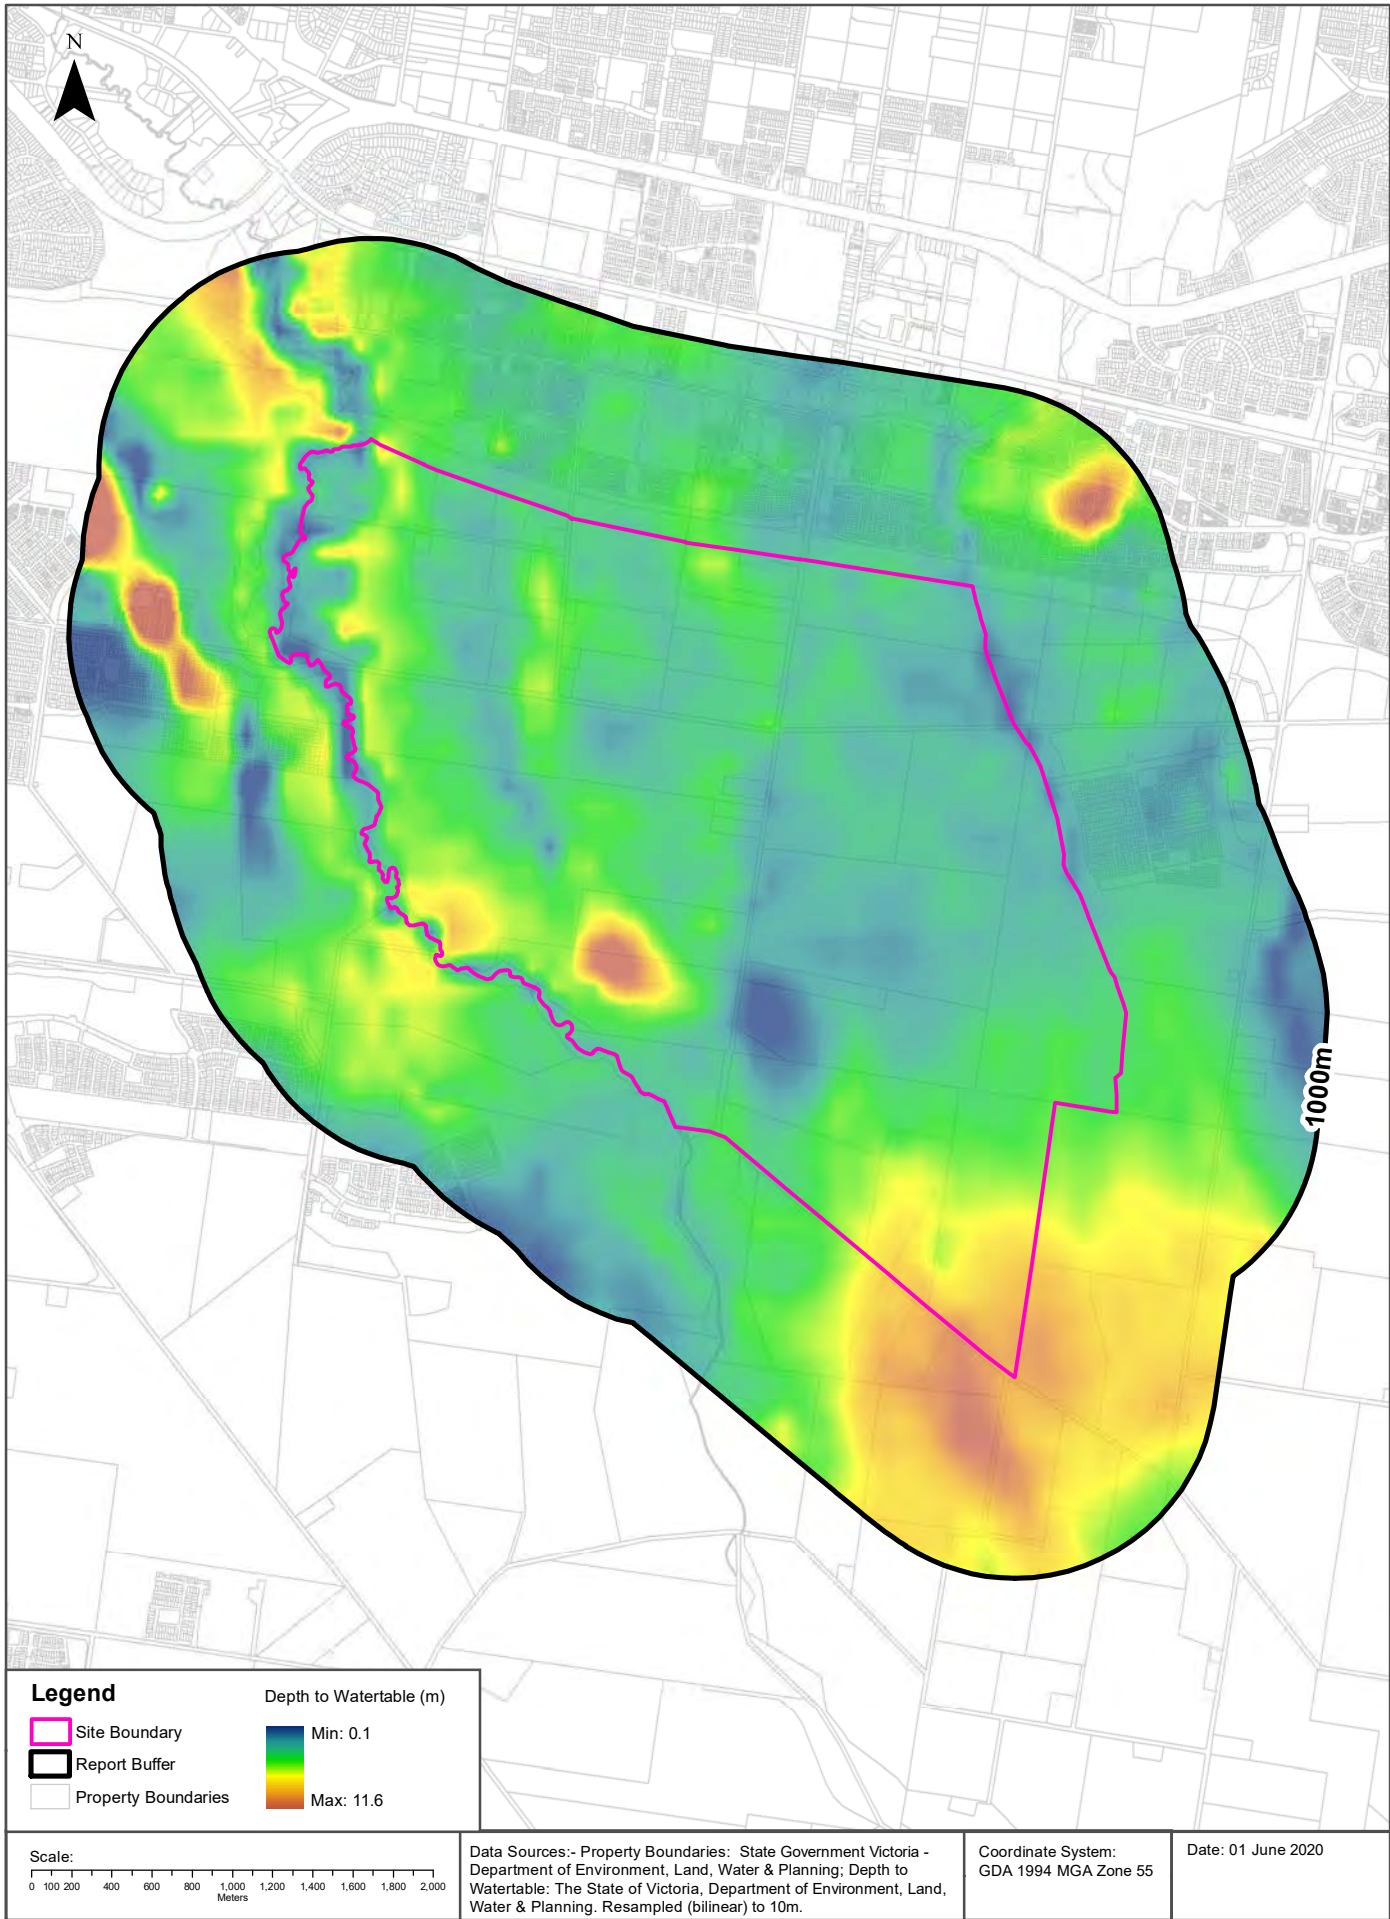 N
1000m
Legend
Site Boundary
Report Buffer
Property Boundaries
Depth to Watertable (m)
Min: 0.1
Max: 11.6
Scale:
0 100 200 400 600 800 1,000 1,200 1,400 1,600 1,800 2,000
Meters
Data Sources:- Property Boundaries: State Government Victoria -
Department of Environment, Land, Water & Planning; Depth to
Watertable: The State of Victoria, Department of Environment, Land,
Water & Planning. Resampled (bilinear) to 10m.
Coordinate System:
GDA 1994 MGA Zone 55
Date: 01 June 2020